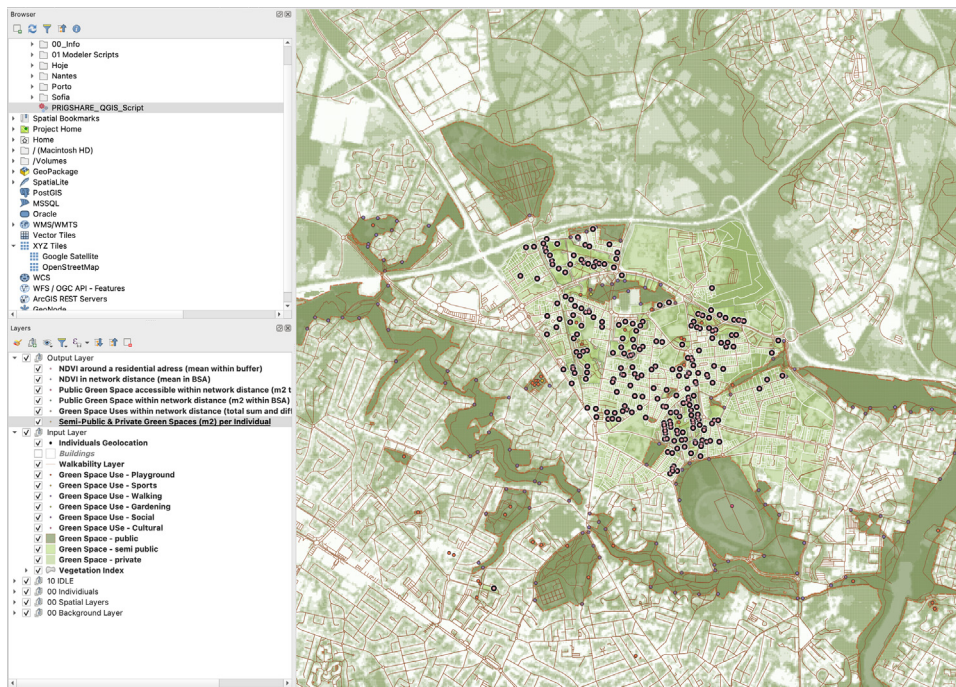 Browser
00_Info
01 Modeler Scripts
Hoje
Nantes
Porto
Sofia
PRIGSHARE_QGIS_Script
Spatial Bookmarks
Project Home
Home
/ (Macintosh HD)
/Volumes
GeoPackage
SpatiaLite
PostGIS
MSSQL
Oracle
WMS/WMTS
Vector Tiles
XYZ Tiles
Google Satellite
OpenStreetMap
WCS
WFS / OGC API - Features
ArcGIS REST Servers
GeoNode
Layers
Output Layer
NDVI around a residential adress (mean within buffer)
NDVI in network distance (mean in BSA)
Public Green Space accessible within network distance (m2 t
Public Green Space within network distance (m2 within BSA)
Green Space Uses within network distance (total sum and diff
Semi-Public & Private Green Spaces (m2) per Individual
Input Layer
Individuals Geolocation
Buildings
Walkability Layer
Green Space Use - Playground
Green Space Use - Sports
Green Space Use - Walking
Green Space Use - Gardening
Green Space Use - Social
Green Space USe - Cultural
Green Space - public
Green Space - semi public
Green Space - private
Vegetation Index
10 IDLE
00 Individiuals
00 Spatial Layers
00 Background Layer